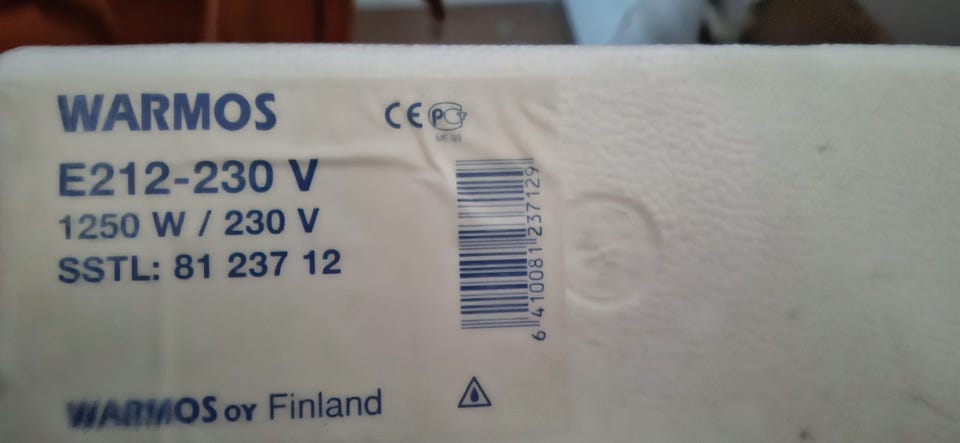 WARMOS
CE
E212-230 V
1250 W / 230 V
SSTL: 81 237 12
6 410081 237129
WARMOS OY Finland